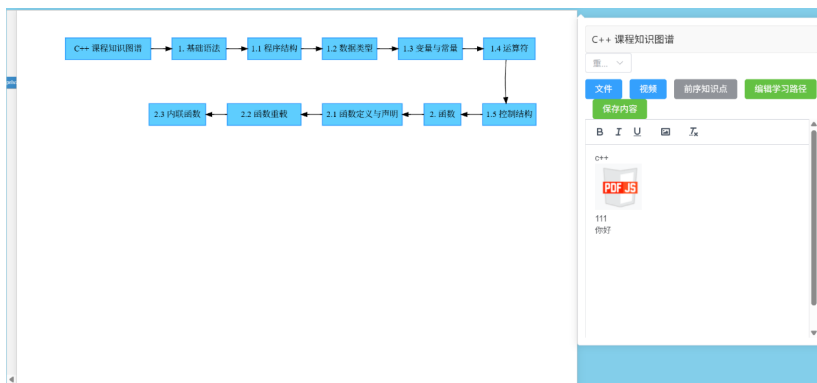 C++ 课程知识图谱
1. 基础语法
1.1 程序结构
1.2 数据类型
1.3 变量与常量
1.4 运算符
1.5 控制结构
2. 函数
2.1 函数定义与声明
2.2 函数重载
2.3 内联函数
C++ 课程知识图谱
重...
文件 视频 前序知识点 编辑学习路径
保存内容
B I U Tx
c++
PDF JS
111
你好